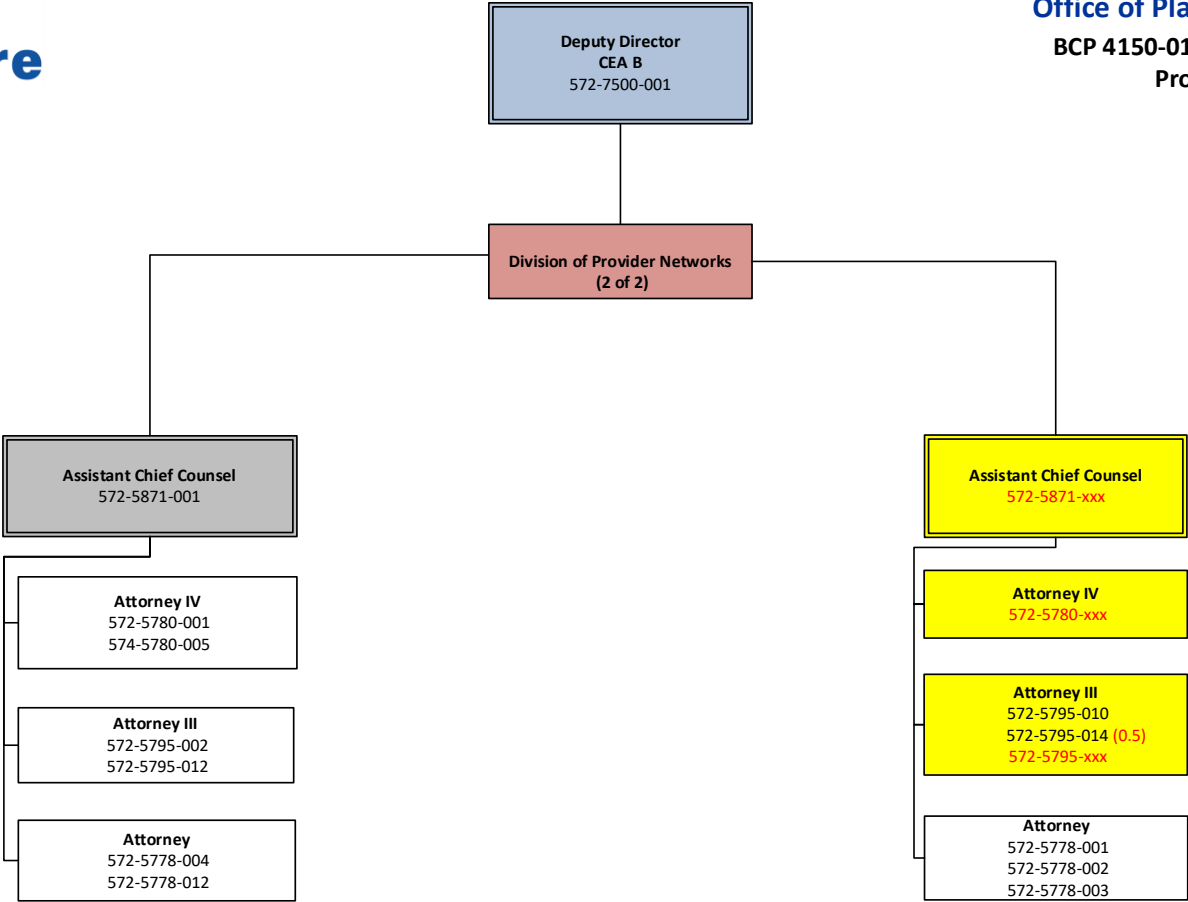 Office of Pla
BCP 4150-01
Pro
re
Deputy Director
CEA B
572-7500-001
Division of Provider Networks
(2 of 2)
Assistant Chief Counsel
572-5871-001
Attorney IV
572-5780-001
574-5780-005
Attorney III
572-5795-002
572-5795-012
Attorney
572-5778-004
572-5778-012
Assistant Chief Counsel
572-5871-xxx
Attorney IV
572-5780-xxx
Attorney III
572-5795-010
572-5795-014 (0.5)
572-5795-xxx
Attorney
572-5778-001
572-5778-002
572-5778-003